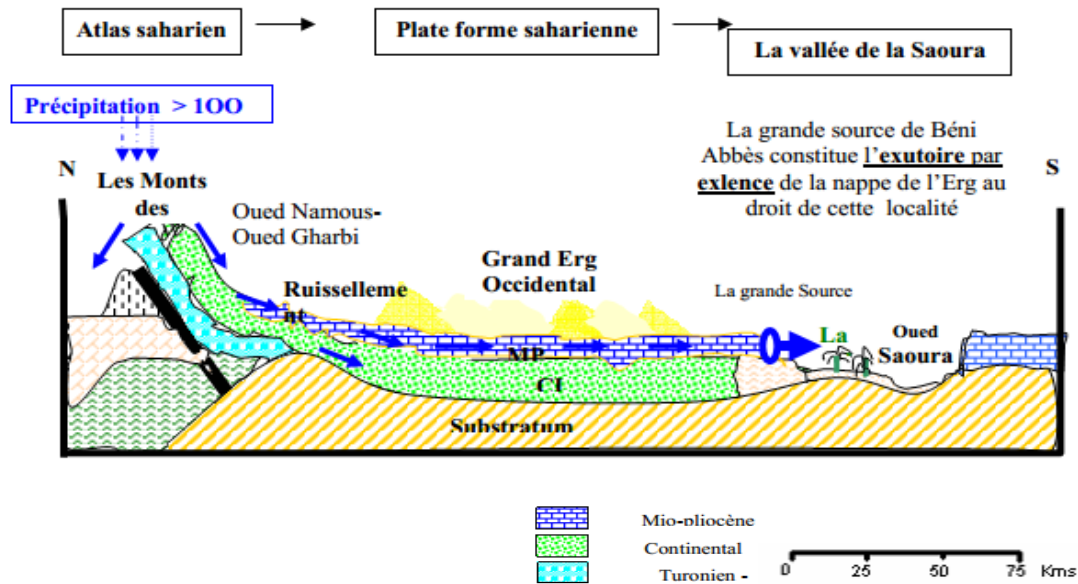 Atlas saharien
Plate forme saharienne
La vallée de la Saoura
Précipitation > 1OO
N
Les Monts
des
Oued Namous-
Oued Gharbi
La grande source de Béni
Abbès constitue l'exutoire par
exlence de la nappe de l'Erg au
droit de cette localité
S
Ruisselleme
nt
Grand Erg
Occidental
La grande Source
La
Oued
Saoura
MP
CI
Substratum
Mio-pliocène
Continental
Turonien -
0 25 50 75 Kms